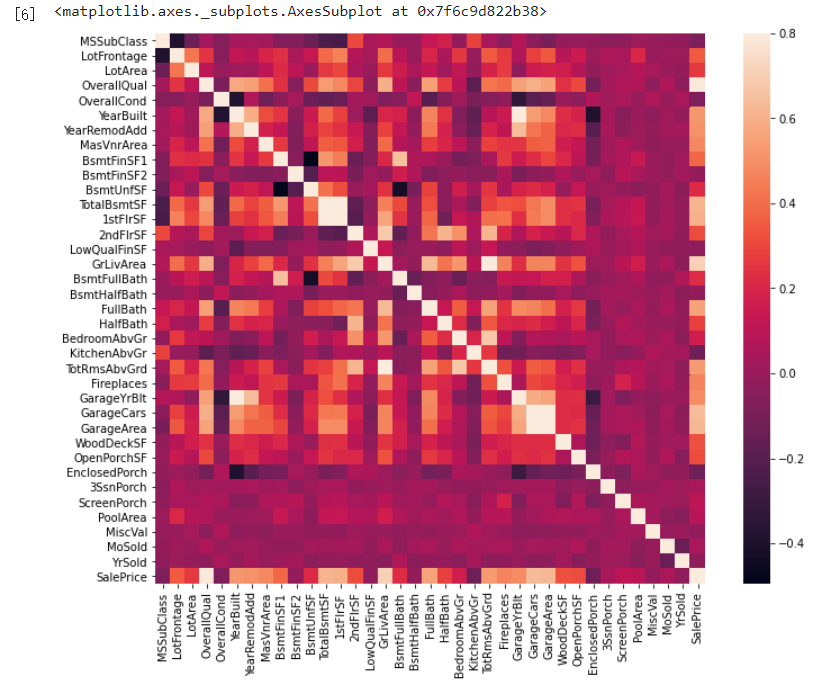 [6] <matplotlib.axes._subplots.AxesSubplot at 0x7f6c9d822b38>
MSSubClass
LotFrontage
LotArea
OverallQual
OverallCond
YearBuilt
YearRemodAdd
MasVnrArea
BsmtFinSF1
BsmtFinSF2
BsmtUnfSF
TotalBsmtSF
1stFlrSF
2ndFlrSF
LowQualFinSF
GrLivArea
BsmtFullBath
BsmtHalfBath
FullBath
HalfBath
BedroomAbvGr
KitchenAbvGr
TotRmsAbvGrd
Fireplaces
GarageYrBlt
GarageCars
GarageArea
WoodDeckSF
OpenPorchSF
EnclosedPorch
3SsnPorch
ScreenPorch
PoolArea
MiscVal
MoSold
YrSold
SalePrice
MSSubClass
LotFrontage
LotArea
OverallQual
OverallCond
YearBuilt
YearRemodAdd
MasVnrArea
BsmtFinSF1
BsmtFinSF2
BsmtUnfSF
TotalBsmtSF
1stFlrSF
2ndFlrSF
LowQualFinSF
GrLivArea
BsmtFullBath
BsmtHalfBath
FullBath
HalfBath
BedroomAbvGr
KitchenAbvGr
TotRmsAbvGrd
Fireplaces
GarageYrBlt
GarageCars
GarageArea
WoodDeckSF
OpenPorchSF
EnclosedPorch
3SsnPorch
ScreenPorch
PoolArea
MiscVal
MoSold
YrSold
SalePrice
0.8
0.6
0.4
0.2
0.0
−0.2
−0.4